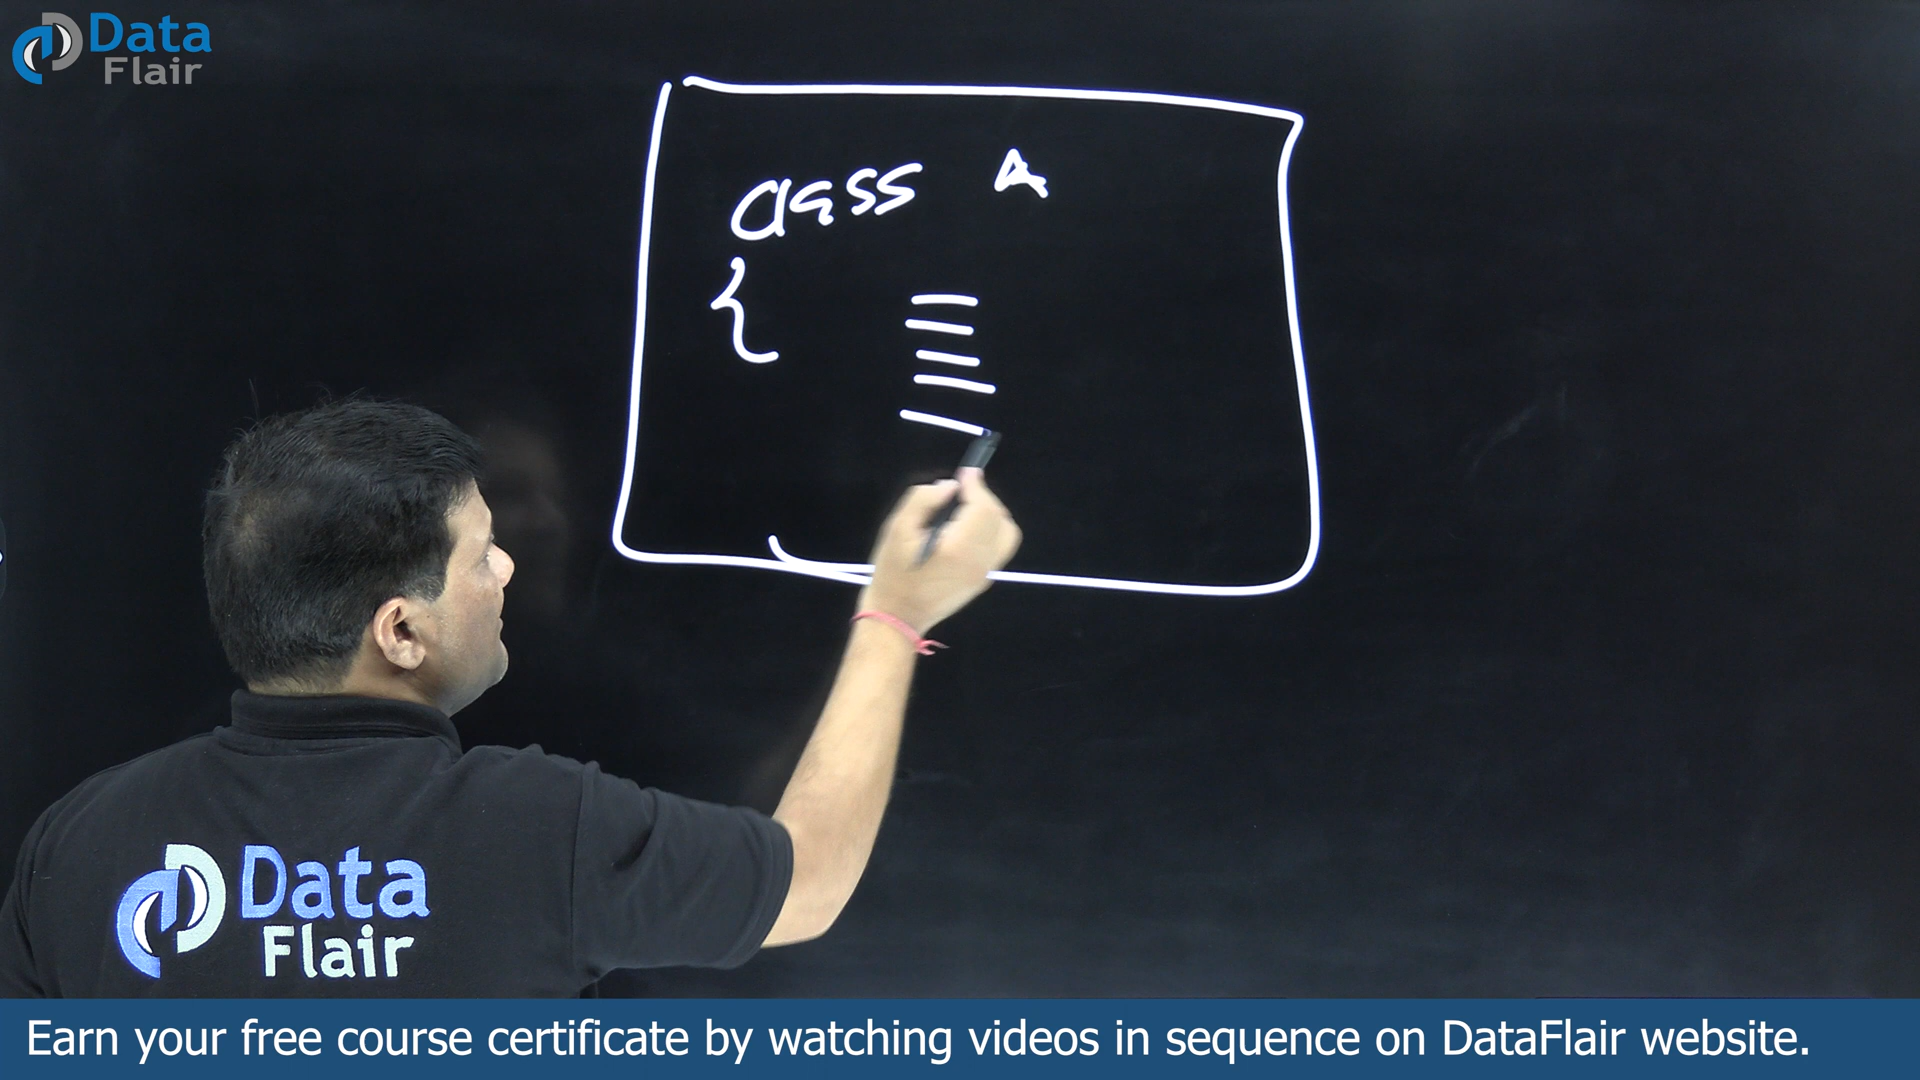 Data
Flair
class A
{
Data
Flair
Earn your free course certificate by watching videos in sequence on DataFlair website.